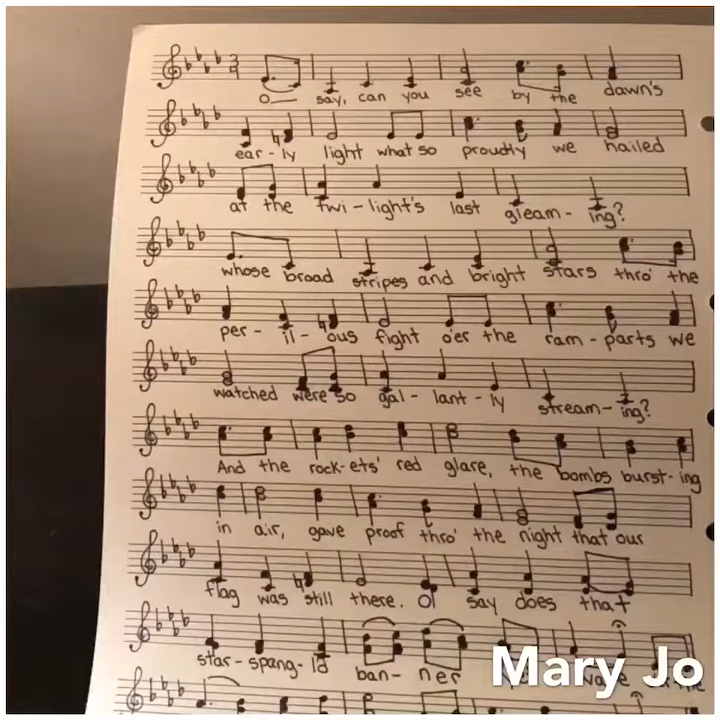 O__ say, can you see by the dawn's
ear-ly light what so proudly we hailed
at the twi-light's last gleam-ing?
whose broad stripes and bright stars thro' the
per-il-ous fight o'er the ram-parts we
watched were so gal-lant-ly stream-ing?
And the rock-ets' red glare, the bombs burst-ing
in air, gave proof thro' the night that our
flag was still there. O! say does that
star-spang-ld ban-ner
Mary Jo